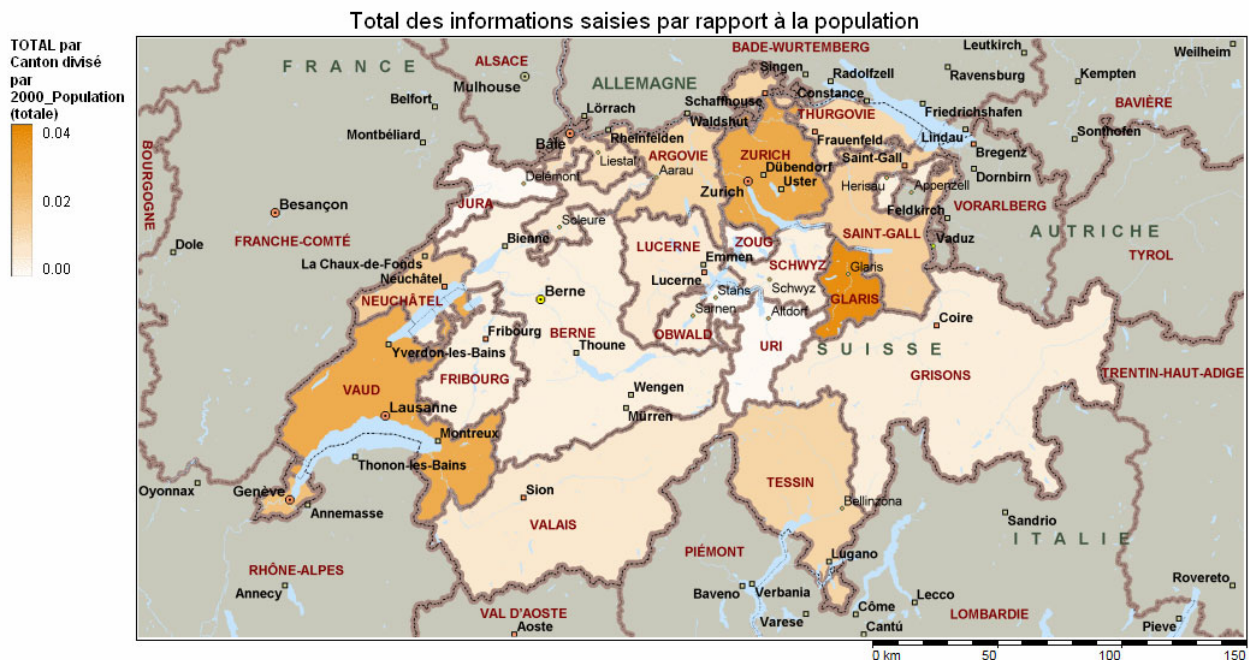 Total des informations saisies par rapport à la population
TOTAL par
Canton divisé
par
2000_Population
(totale)
0.04
0.02
0.00
FRANCE
ALSACE
Mulhouse
Belfort
Montbéliard
ALLEMAGNE
Lörrach
Rheinfelden
Bâle
BADE-WURTEMBERG
Singen
Radolfzell
Constance
Schaffhouse
Waldshut
Leutkirch
Ravensburg
Weilheim
Kempten
BAVIÈRE
Sonthofen
Friedrichshafen
Lindau
Bregenz
Dornbirn
THURGOVIE
Frauenfeld
Saint-Gall
Herisau
Appenzell
Feldkirch
VORARLBERG
Vaduz
AUTRICHE
TYROL
BOURGOGNE
Besançon
Dole
FRANCHE-COMTÉ
La Chaux-de-Fonds
Neuchâtel
NEUCHÂTEL
Delémont
JURA
Liestal
ARGOVIE
Aarau
ZURICH
Dübendorf
Uster
Zurich
Soleure
Bienne
Berne
BERNE
LUCERNE
Emmen
Lucerne
ZOUG
SCHWYZ
Schwyz
SAINT-GALL
Glaris
GLARIS
Stans
Sarnen
OBWALD
Altdorf
URI
SUISSE
Coire
GRISONS
TRENTIN-HAUT-ADIGE
Fribourg
FRIBOURG
Yverdon-les-Bains
VAUD
Lausanne
Montreux
Thoune
Wengen
Mürren
Thonon-les-Bains
Genève
Annemasse
Oyonnax
RHÔNE-ALPES
Annecy
Sion
VALAIS
VAL D'AOSTE
Aoste
TESSIN
Bellinzona
Lugano
PIÉMONT
Baveno
Verbania
Varese
Côme
Cantú
Lecco
LOMBARDIE
Sandrio
ITALIE
Rovereto
Pieve
0 km
50
100
150